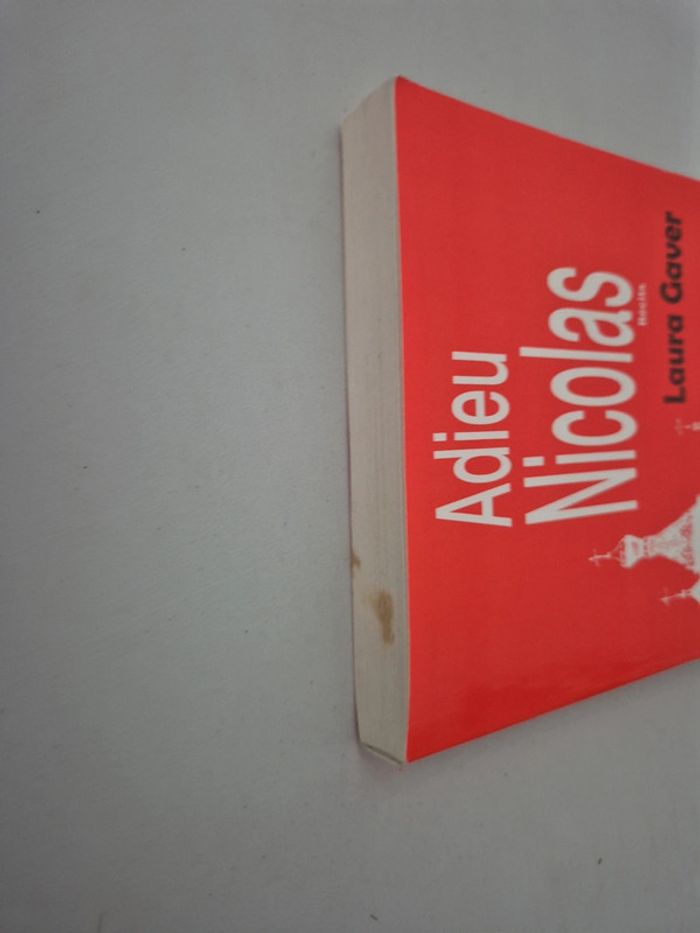 Adieu
Nicolas
Récits
Laura Gaver